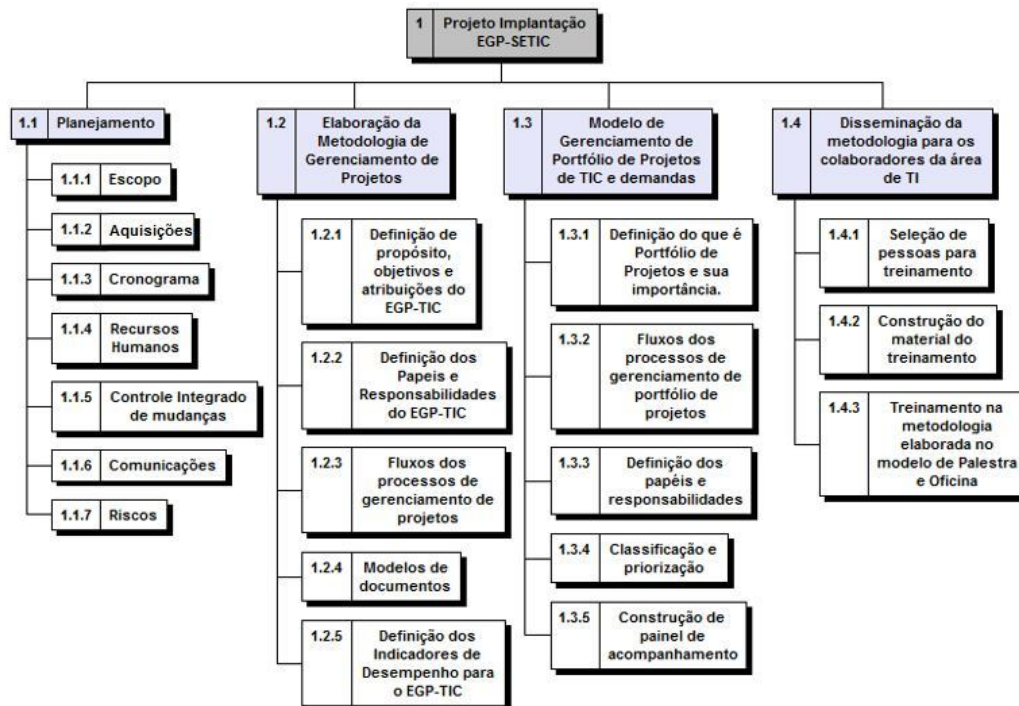 1 Projeto Implantação
EGP-SETIC
1.1 Planejamento
1.1.1 Escopo
1.1.2 Aquisições
1.1.3 Cronograma
1.1.4 Recursos
Humanos
1.1.5 Controle Integrado
de mudanças
1.1.6 Comunicações
1.1.7 Riscos
1.2 Elaboração da
Metodologia de
Gerenciamento de
Projetos
1.2.1 Definição de
propósito,
objetivos e
atribuições do
EGP-TIC
1.2.2 Definição dos
Papeis e
Responsabilidades
do EGP-TIC
1.2.3 Fluxos dos
processos de
gerenciamento de
projetos
1.2.4 Modelos de
documentos
1.2.5 Definição dos
Indicadores de
Desempenho para
o EGP-TIC
1.3 Modelo de
Gerenciamento de
Portfólio de Projetos
de TIC e demandas
1.3.1 Definição do que é
Portfólio de
Projetos e sua
importância.
1.3.2 Fluxos dos
processos de
gerenciamento de
portfólio de
projetos
1.3.3 Definição dos
papéis e
responsabilidades
1.3.4 Classificação e
priorização
1.3.5 Construção de
painel de
acompanhamento
1.4 Disseminação da
metodologia para os
colaboradores da área
de TI
1.4.1 Seleção de
pessoas para
treinamento
1.4.2 Construção do
material do
treinamento
1.4.3 Treinamento na
metodologia
elaborada no
modelo de Palestra
e Oficina